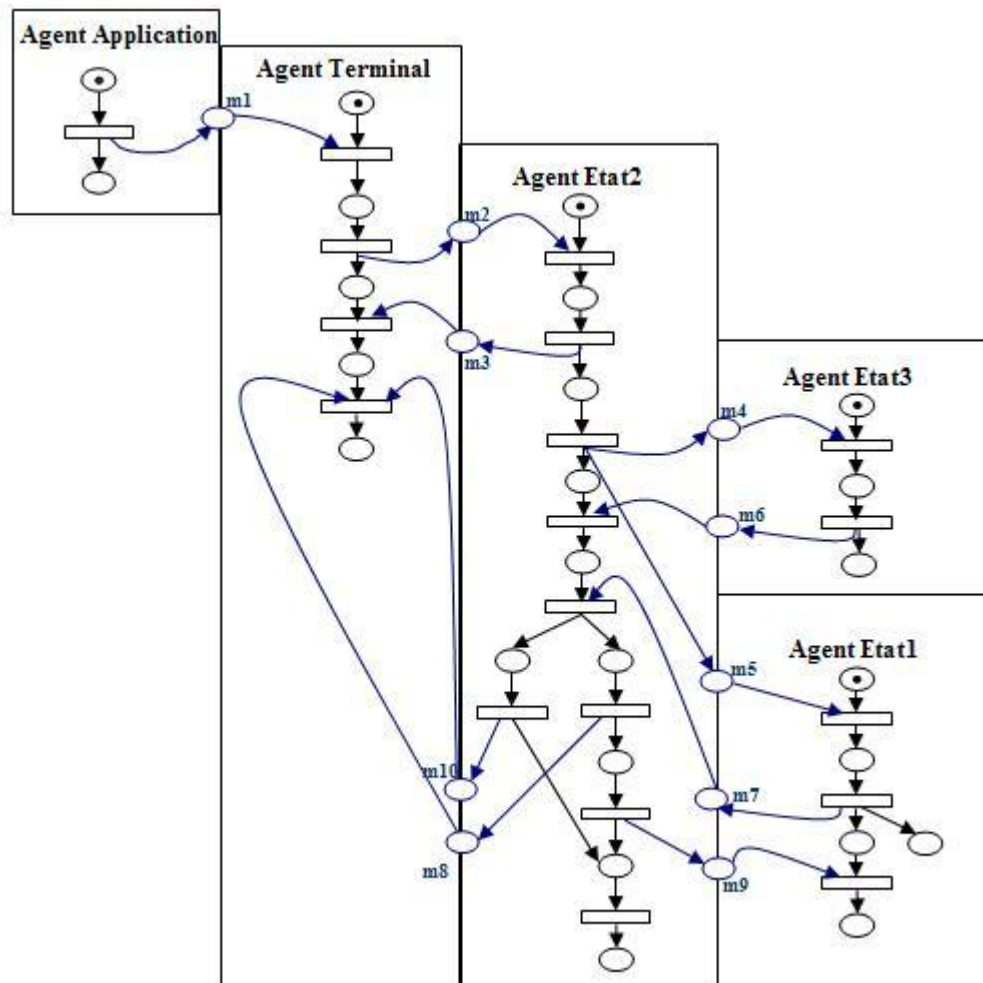 Agent Application
Agent Terminal
m1
Agent Etat2
m2
m3
Agent Etat3
m4
m6
Agent Etat1
m5
m10
m7
m8
m9